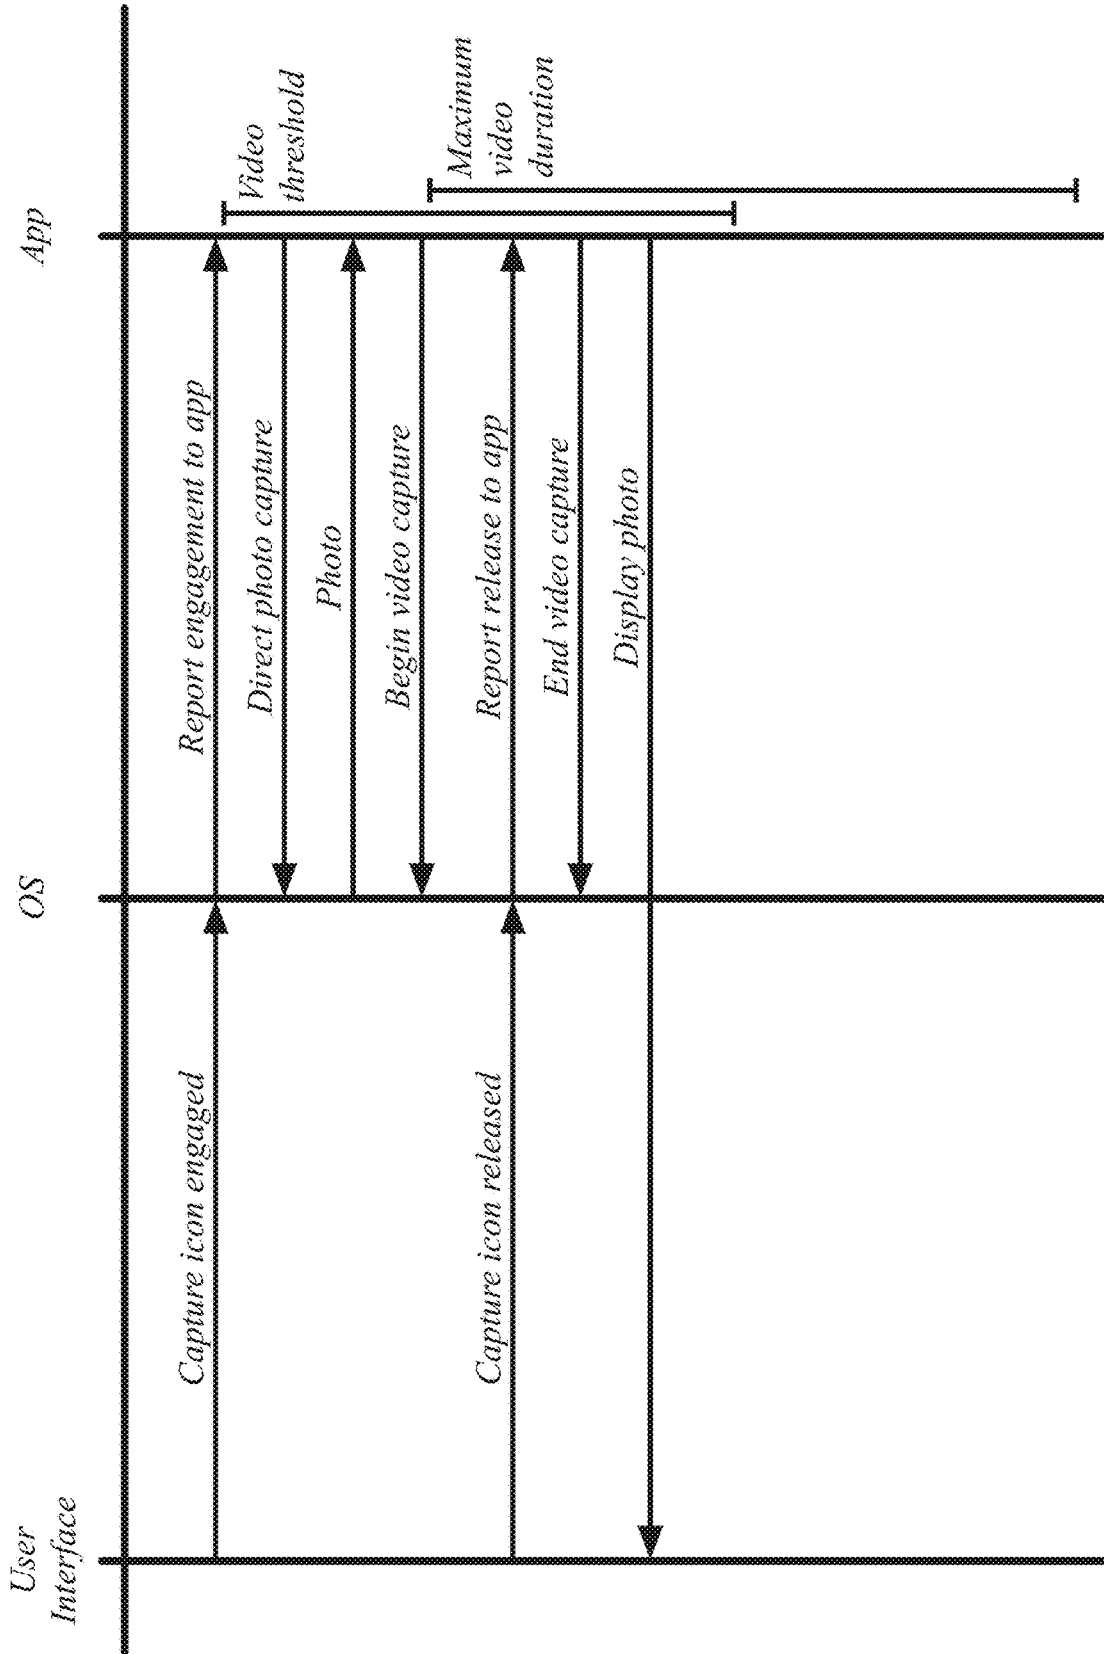 User
Interface
OS
App
Capture icon engaged
Report engagement to app
Video
threshold
Direct photo capture
Photo
Begin video capture
Maximum
video
duration
Capture icon released
Report release to app
End video capture
Display photo